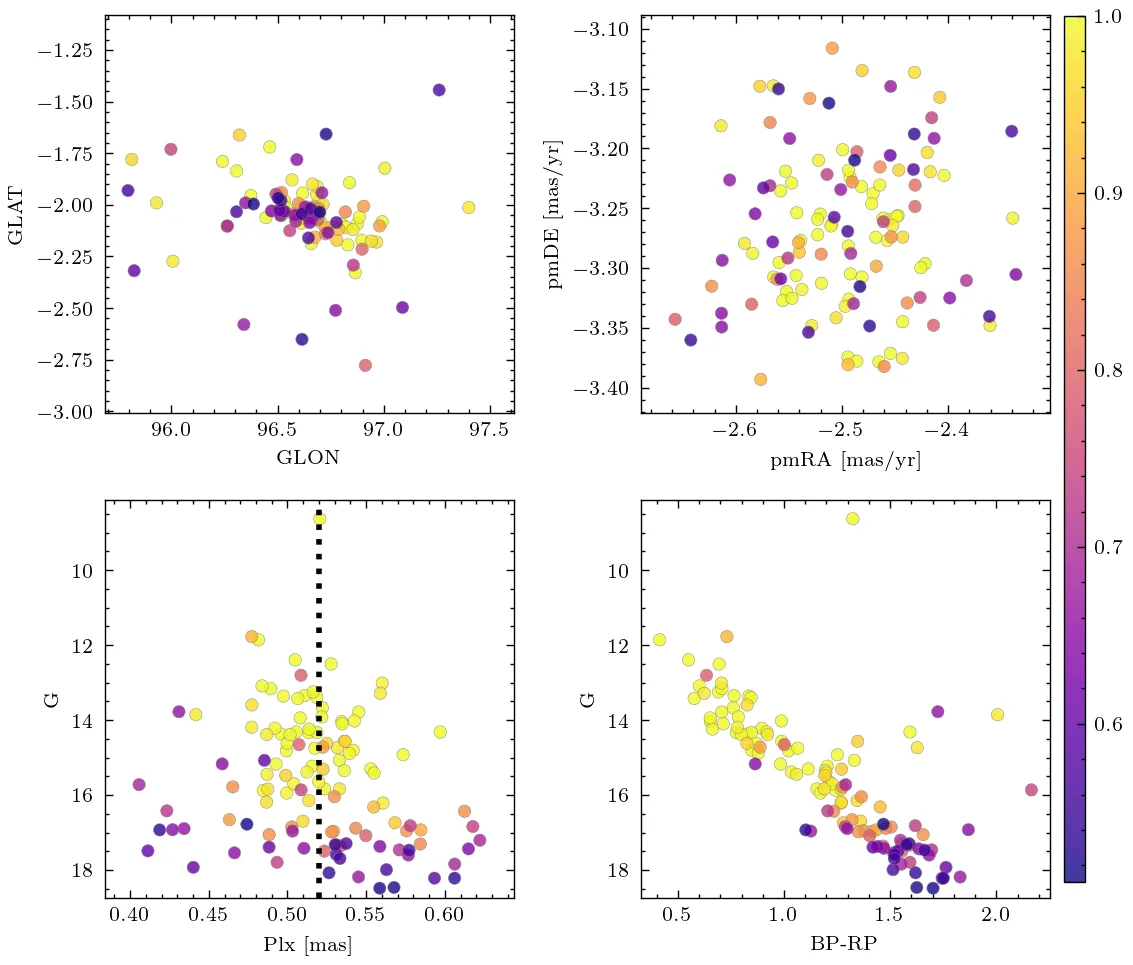 −1.25
−1.50
−1.75
−2.00
−2.25
−2.50
−2.75
−3.00
GLAT
96.0 96.5 97.0 97.5
GLON
−3.10
−3.15
−3.20
−3.25
−3.30
−3.35
−3.40
pmDE [mas/yr]
−2.6 −2.5 −2.4
pmRA [mas/yr]
1.0
0.9
0.8
0.7
0.6
10
12
14
16
18
G
0.40 0.45 0.50 0.55 0.60
Plx [mas]
10
12
14
16
18
G
0.5 1.0 1.5 2.0
BP-RP